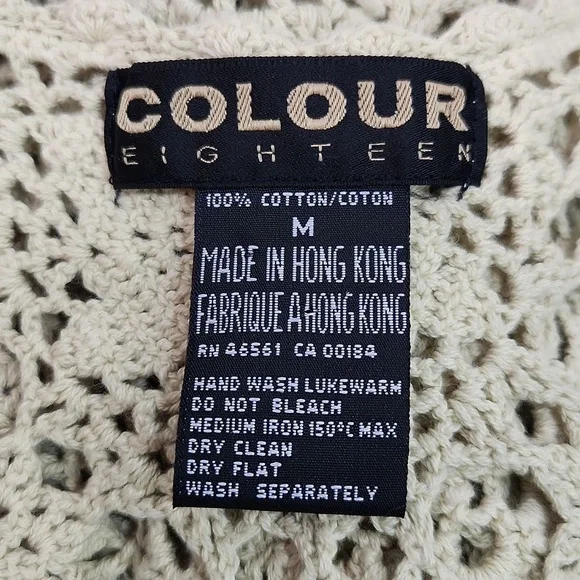 COLOUR
EIGHTEEN
100% COTTON/COTON
M
MADE IN HONG KONG
FABRIQUE A HONG KONG
RN 46561 CA 00184
HAND WASH LUKEWARM
DO NOT BLEACH
MEDIUM IRON 150°C MAX
DRY CLEAN
DRY FLAT
WASH SEPARATELY